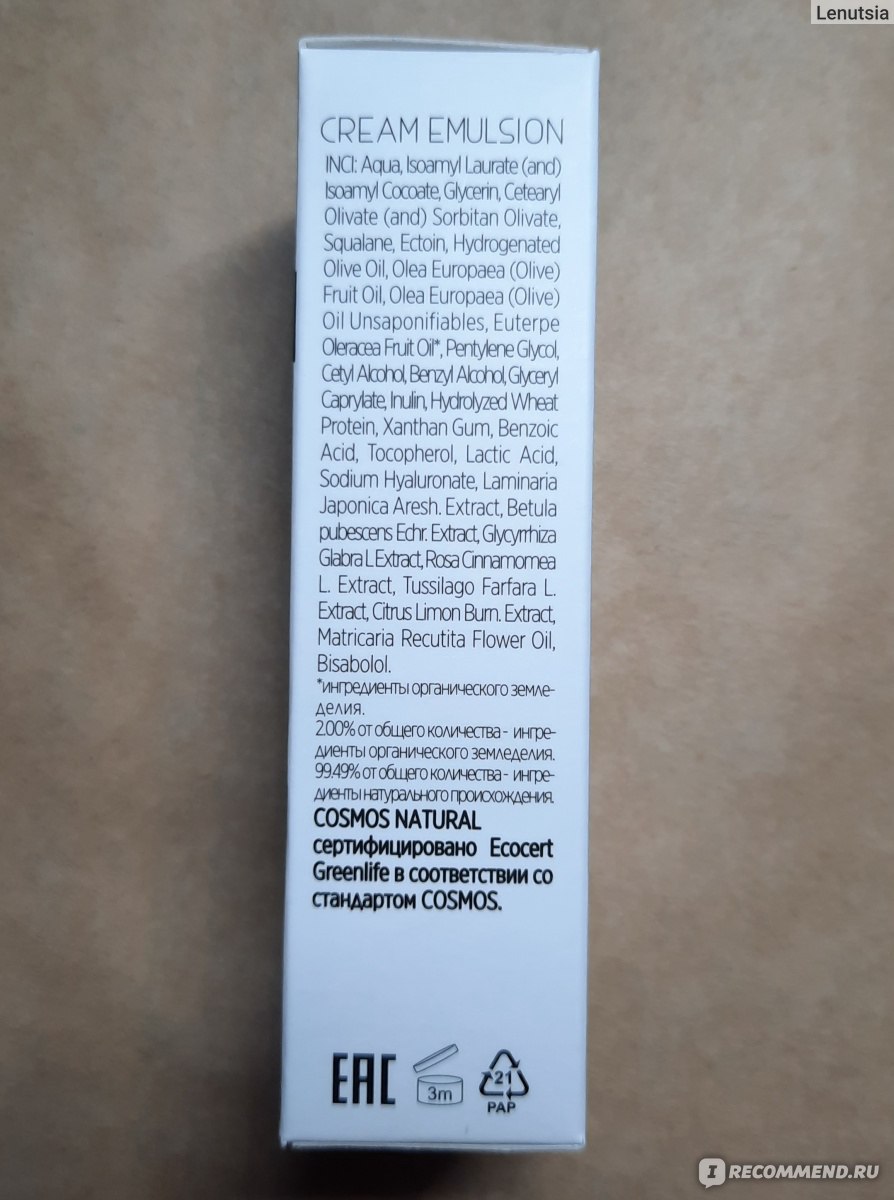 Lenutsia
CREAM EMULSION
INCI: Aqua, Isoamyl Laurate (and)
Isoamyl Cocoate, Glycerin, Cetearyl
Olivate (and) Sorbitan Olivate,
Squalane, Ectoin, Hydrogenated
Olive Oil, Olea Europaea (Olive)
Fruit Oil, Olea Europaea (Olive)
Oil Unsaponifiables, Euterpe
Oleracea Fruit Oil*, Pentylene Glycol,
Cetyl Alcohol, Benzyl Alcohol, Glyceryl
Caprylate, Inulin, Hydrolyzed Wheat
Protein, Xanthan Gum, Benzoic
Acid, Tocopherol, Lactic Acid,
Sodium Hyaluronate, Laminaria
Japonica Aresh. Extract, Betula
pubescens Echr. Extract, Glycyrrhiza
Glabra L Extract, Rosa Cinnamomea
L. Extract, Tussilago Farfara L.
Extract, Citrus Limon Burn. Extract,
Matricaria Recutita Flower Oil,
Bisabolol.
*ингредиенты органического земле-
делия.
2.00% от общего количества - ингре-
диенты органического земледелия.
99.49% от общего количества - ингре-
диенты натурального происхождения.
COSMOS NATURAL
сертифицировано Ecocert
Greenlife в соответствии со
стандартом COSMOS.
EAC
3m
21
PAP
IRECOMMEND.RU